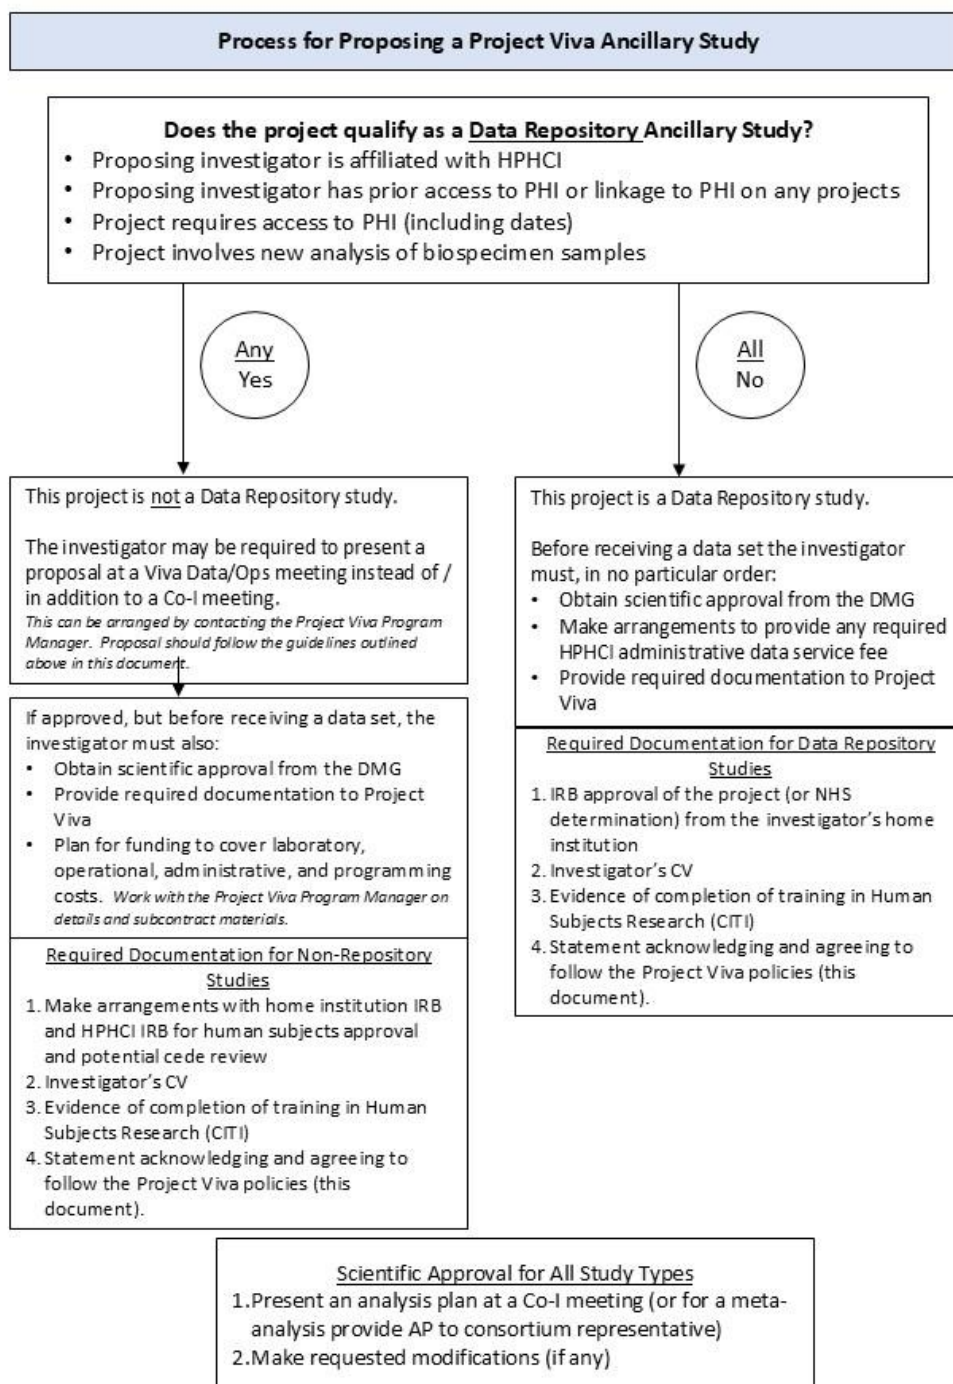 Process for Proposing a Project Viva Ancillary Study
Does the project qualify as a Data Repository Ancillary Study?
• Proposing investigator is affiliated with HPHCI
• Proposing investigator has prior access to PHI or linkage to PHI on any projects
• Project requires access to PHI (including dates)
• Project involves new analysis of biospecimen samples
Any
Yes
All
No
This project is not a Data Repository study.
The investigator may be required to present a
proposal at a Viva Data/Ops meeting instead of /
in addition to a Co-I meeting.
This can be arranged by contacting the Project Viva Program
Manager. Proposal should follow the guidelines outlined
above in this document.
If approved, but before receiving a data set, the
investigator must also:
• Obtain scientific approval from the DMG
• Provide required documentation to Project
Viva
• Plan for funding to cover laboratory,
operational, administrative, and programming
costs. Work with the Project Viva Program Manager on
details and subcontract materials.
Required Documentation for Non-Repository
Studies
1. Make arrangements with home institution IRB
and HPHCI IRB for human subjects approval
and potential cede review
2. Investigator's CV
3. Evidence of completion of training in Human
Subjects Research (CITI)
4. Statement acknowledging and agreeing to
follow the Project Viva policies (this
document).
This project is a Data Repository study.
Before receiving a data set the investigator
must, in no particular order:
• Obtain scientific approval from the DMG
• Make arrangements to provide any required
HPHCI administrative data service fee
• Provide required documentation to Project
Viva
Required Documentation for Data Repository
Studies
1. IRB approval of the project (or NHS
determination) from the investigator's home
institution
2. Investigator's CV
3. Evidence of completion of training in Human
Subjects Research (CITI)
4. Statement acknowledging and agreeing to
follow the Project Viva policies (this
document).
Scientific Approval for All Study Types
1. Present an analysis plan at a Co-I meeting (or for a meta-
analysis provide AP to consortium representative)
2. Make requested modifications (if any)